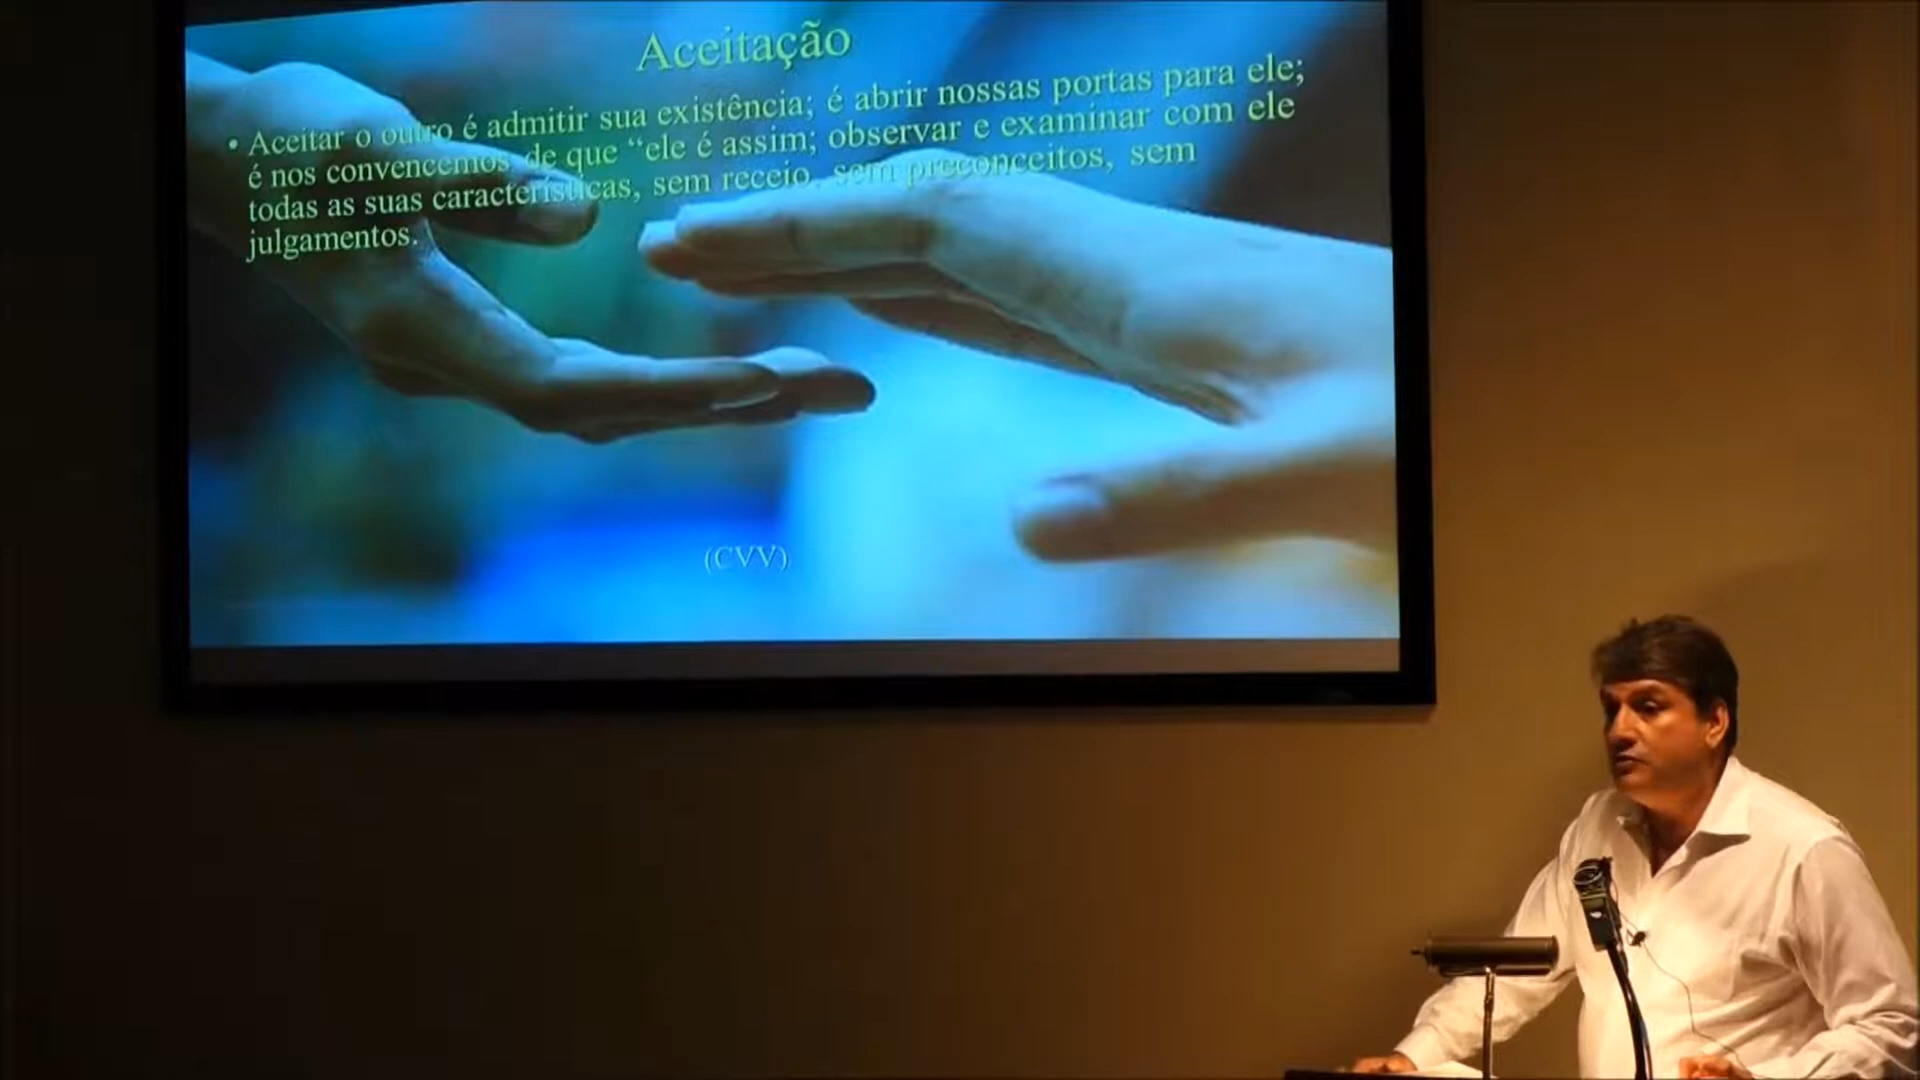 Aceitação
• Aceitar o outro é admitir sua existência; é abrir nossas portas para ele;
é nos convencemos de que “ele é assim; observar e examinar com ele
todas as suas características, sem receio, sem preconceitos, sem
julgamentos.
(CVV)